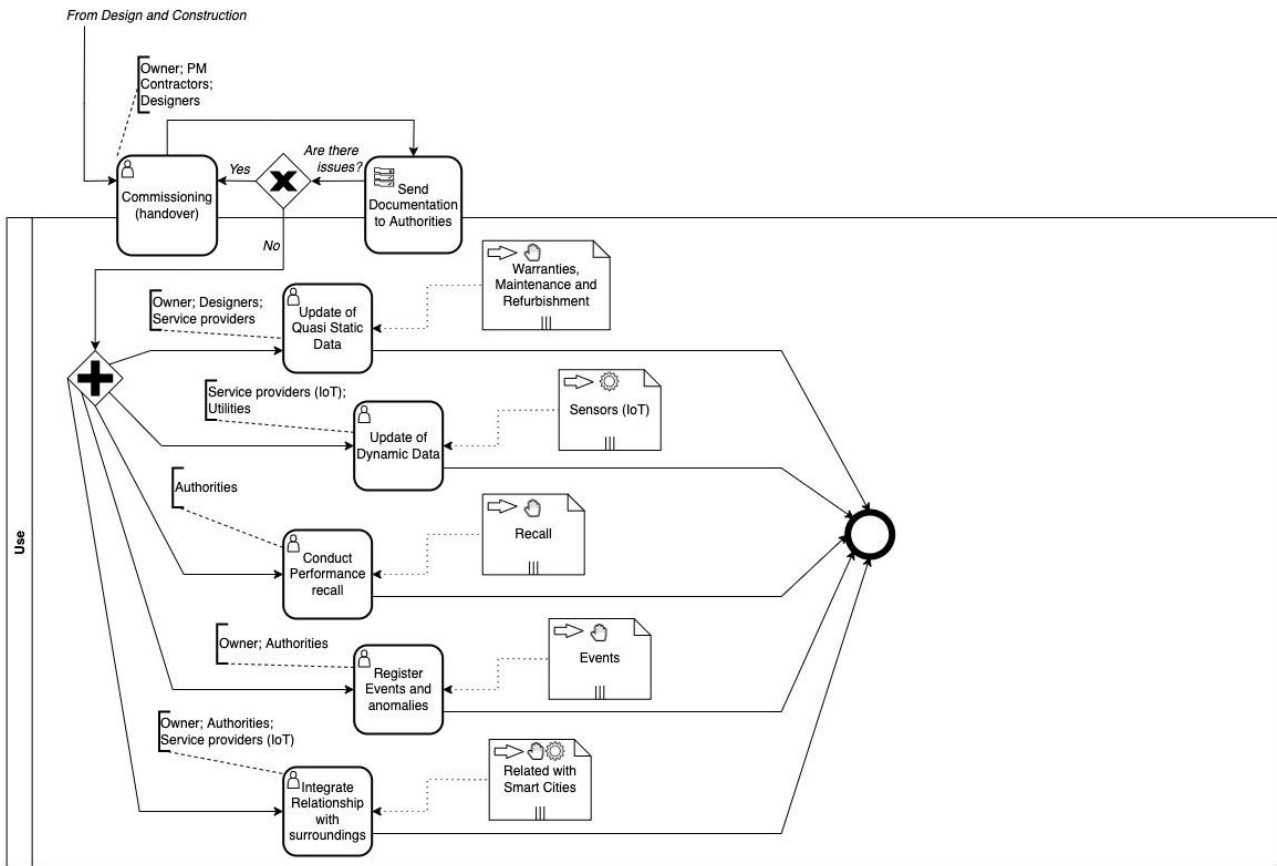 From Design and Construction
Owner; PM
Contractors;
Designers
Commissioning
(handover)
Yes
Are there
issues?
Send
Documentation
to Authorities
No
Use
Owner; Designers;
Service providers
Update of
Quasi Static
Data
Warranties,
Maintenance and
Refurbishment
Service providers (IoT);
Utilities
Update of
Dynamic Data
Sensors (IoT)
Authorities
Conduct
Performance
recall
Recall
Owner; Authorities
Register
Events and
anomalies
Events
Owner; Authorities;
Service providers (IoT)
Integrate
Relationship
with
surroundings
Related with
Smart Cities